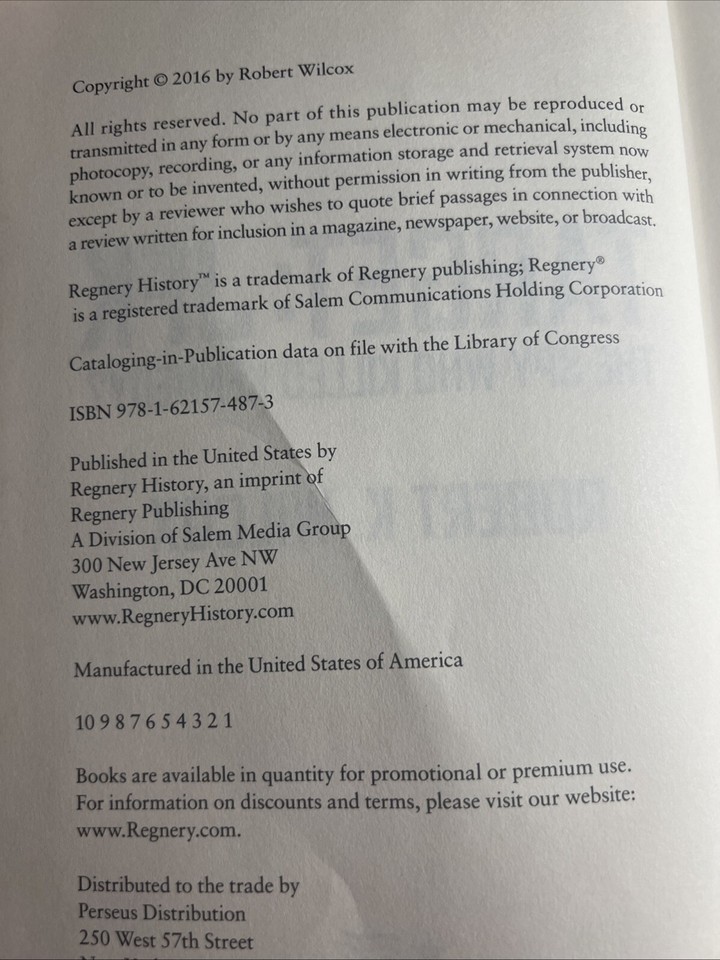 Copyright © 2016 by Robert Wilcox
All rights reserved. No part of this publication may be reproduced or
transmitted in any form or by any means electronic or mechanical, including
photocopy, recording, or any information storage and retrieval system now
known or to be invented, without permission in writing from the publisher,
except by a reviewer who wishes to quote brief passages in connection with
a review written for inclusion in a magazine, newspaper, website, or broadcast.
Regnery History™ is a trademark of Regnery publishing; Regnery®
is a registered trademark of Salem Communications Holding Corporation
Cataloging-in-Publication data on file with the Library of Congress
ISBN 978-1-62157-487-3
Published in the United States by
Regnery History, an imprint of
Regnery Publishing
A Division of Salem Media Group
300 New Jersey Ave NW
Washington, DC 20001
www.RegneryHistory.com
Manufactured in the United States of America
10 9 8 7 6 5 4 3 2 1
Books are available in quantity for promotional or premium use.
For information on discounts and terms, please visit our website:
www.Regnery.com.
Distributed to the trade by
Perseus Distribution
250 West 57th Street